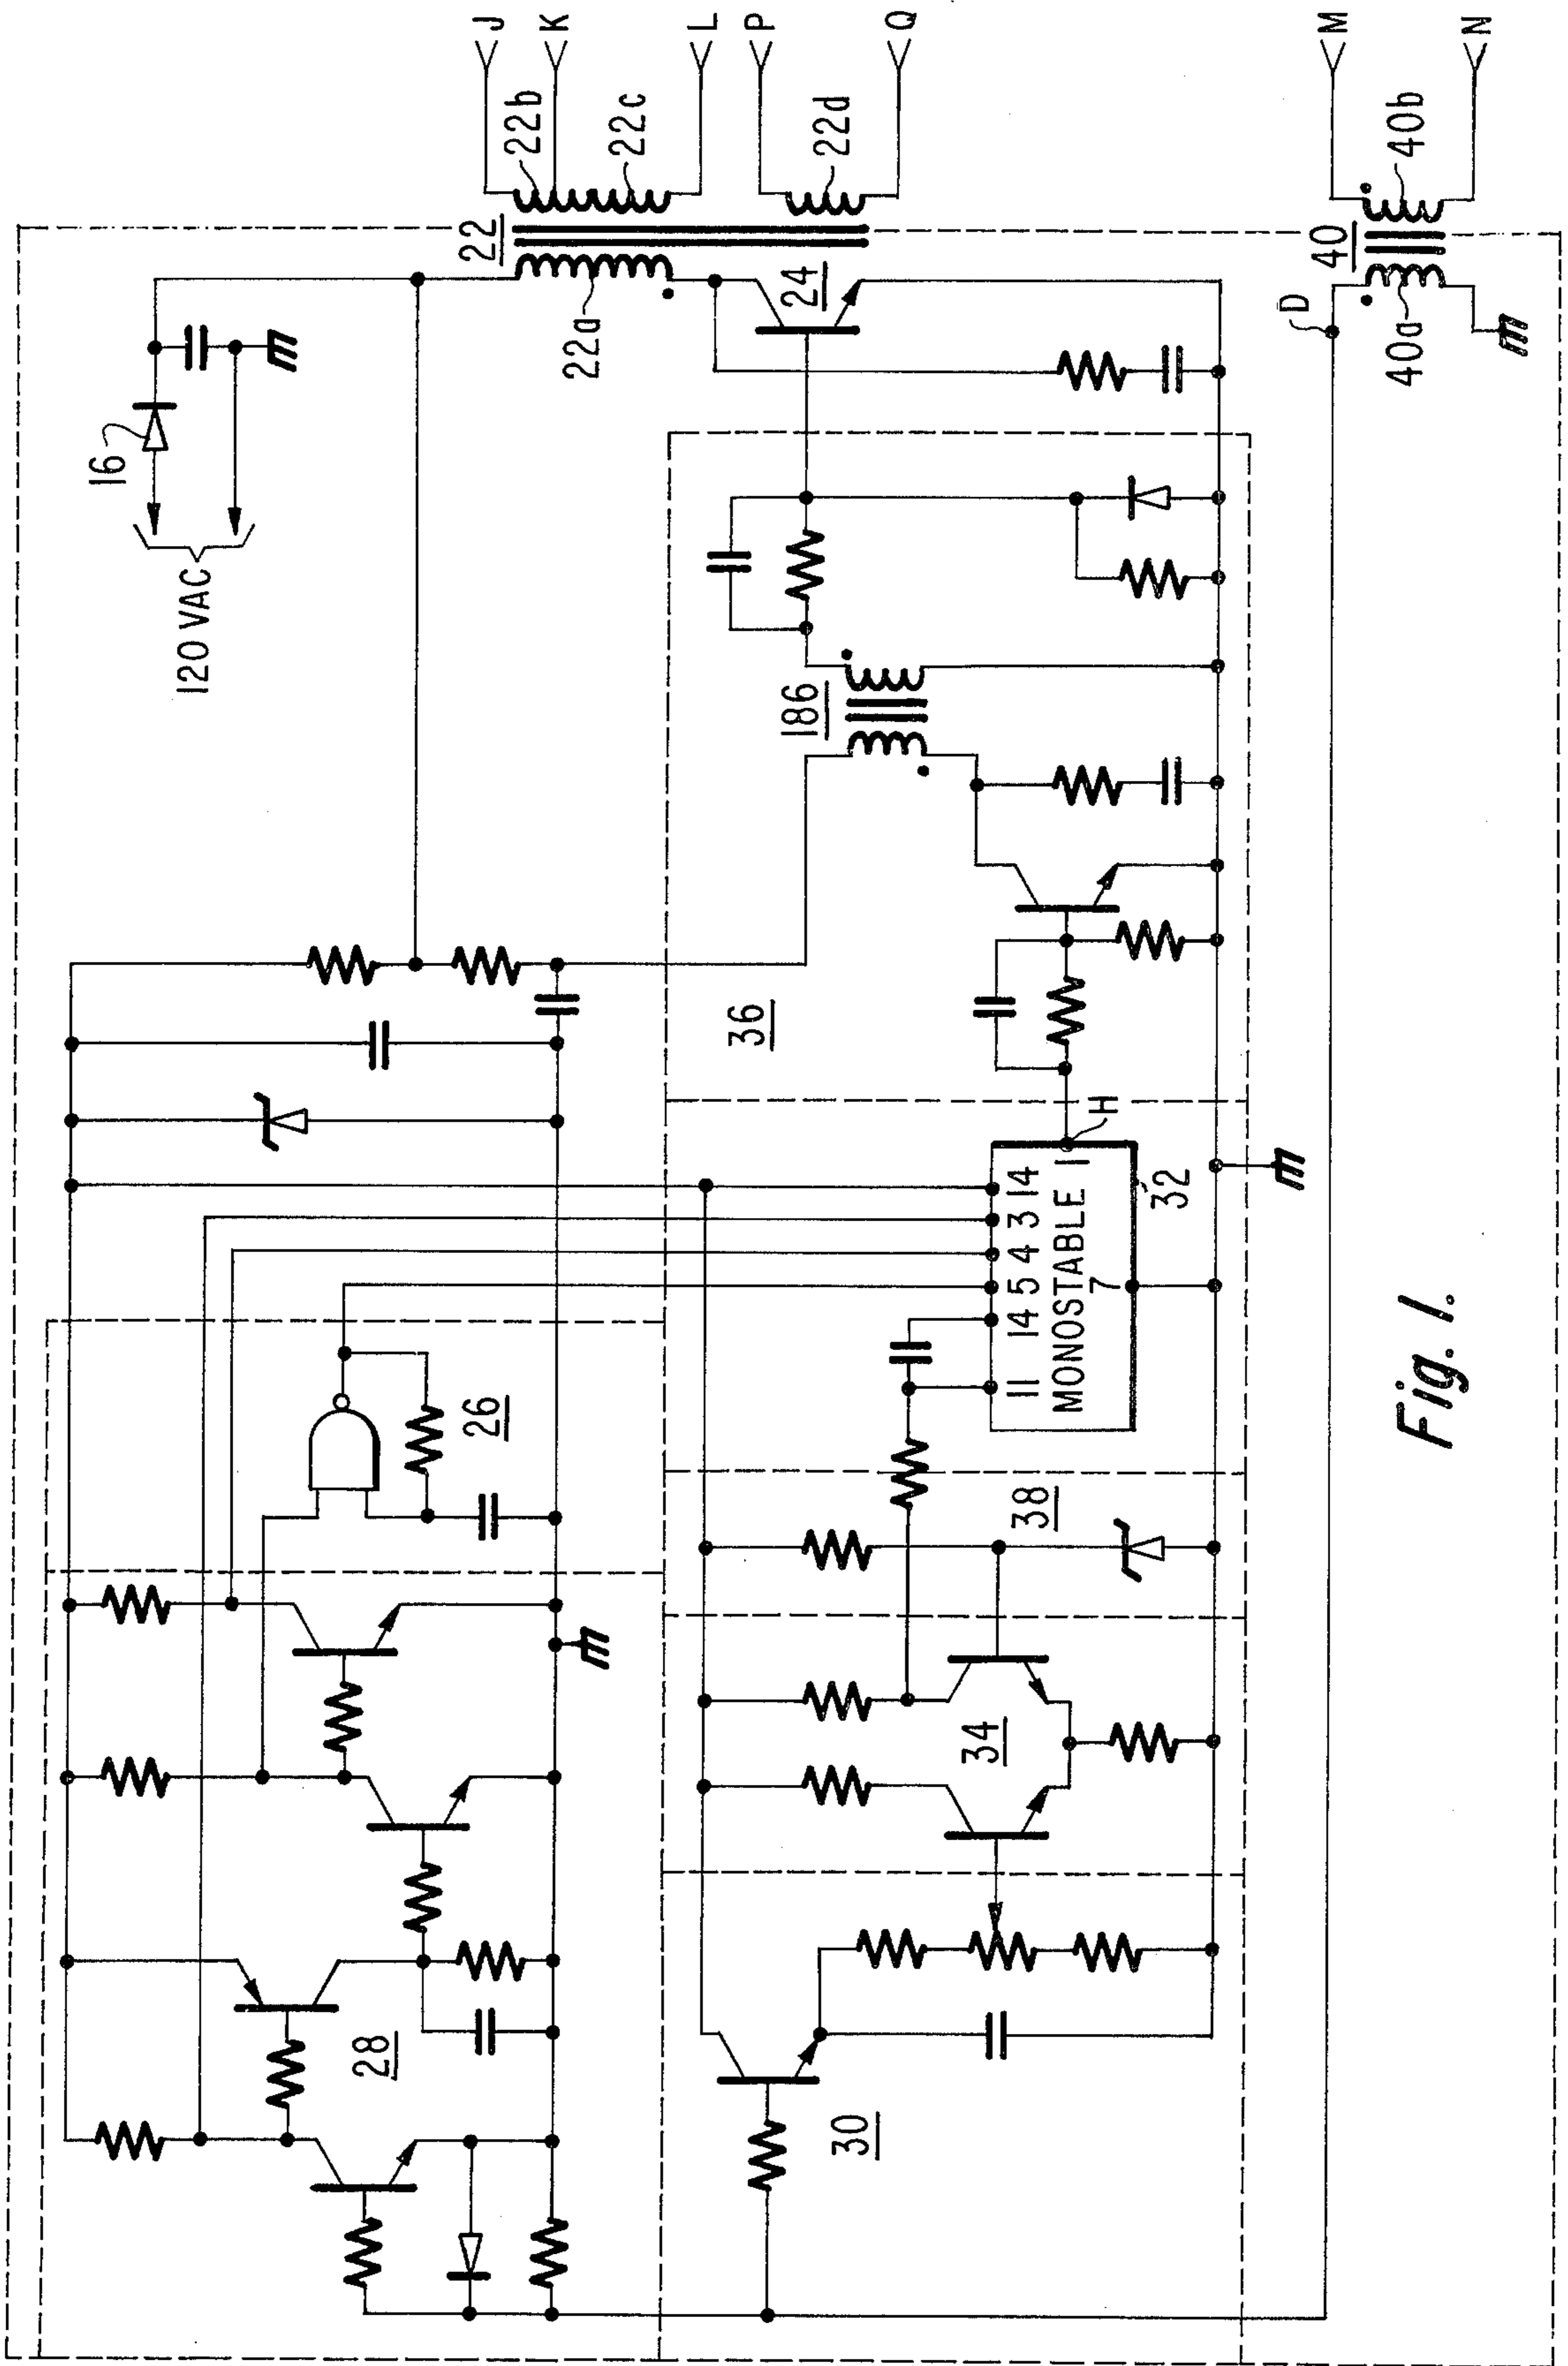 J
K
L
P
Q
M
N
22b
22c
22d
40b
22
40
22a
24
D
40a
16
120 VAC
186
36
H
11 14 5 4 3 14
MONOSTABLE 1
7
32
26
38
34
28
30
Fig. 1.